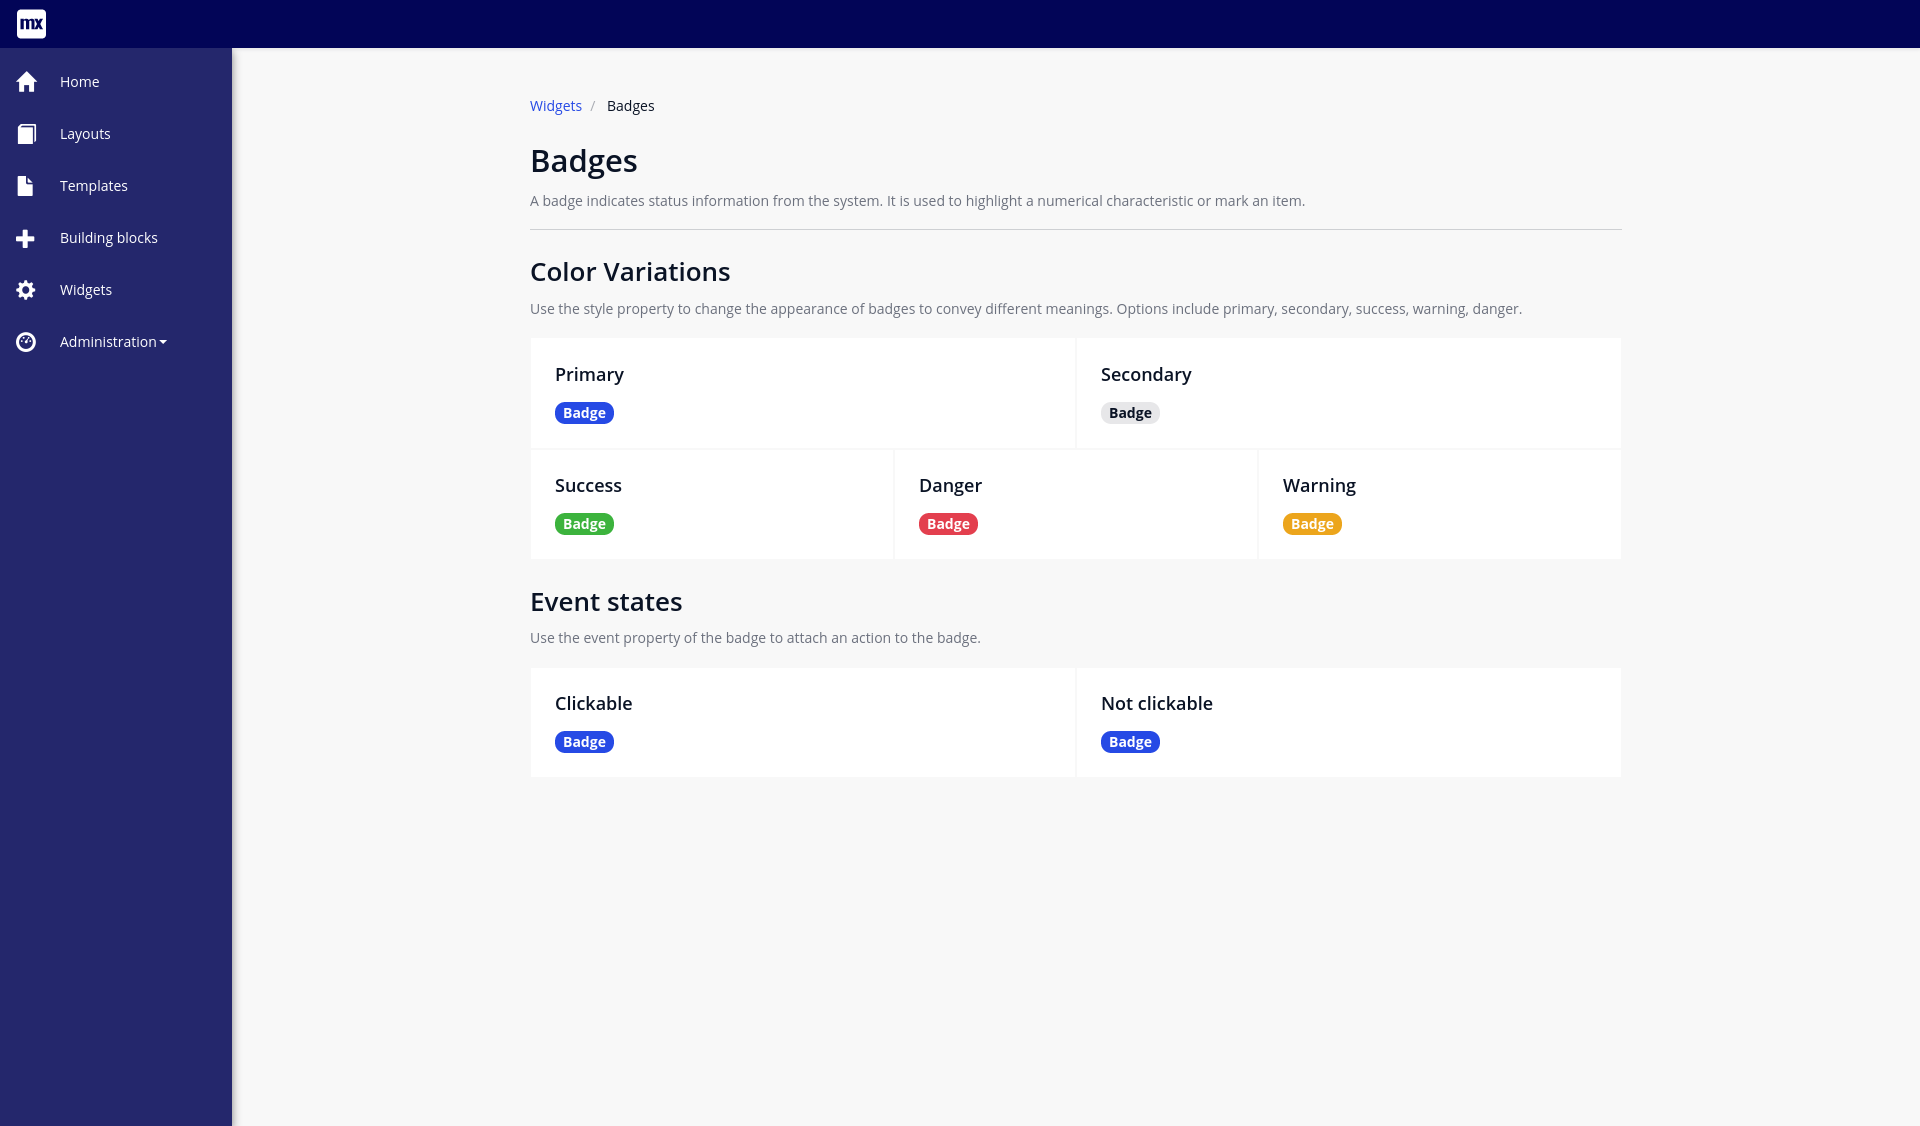 mx
Home
Layouts
Templates
Building blocks
Widgets
Administration
Widgets / Badges
Badges
A badge indicates status information from the system. It is used to highlight a numerical characteristic or mark an item.
Color Variations
Use the style property to change the appearance of badges to convey different meanings. Options include primary, secondary, success, warning, danger.
Primary
Badge
Secondary
Badge
Success
Badge
Danger
Badge
Warning
Badge
Event states
Use the event property of the badge to attach an action to the badge.
Clickable
Badge
Not clickable
Badge